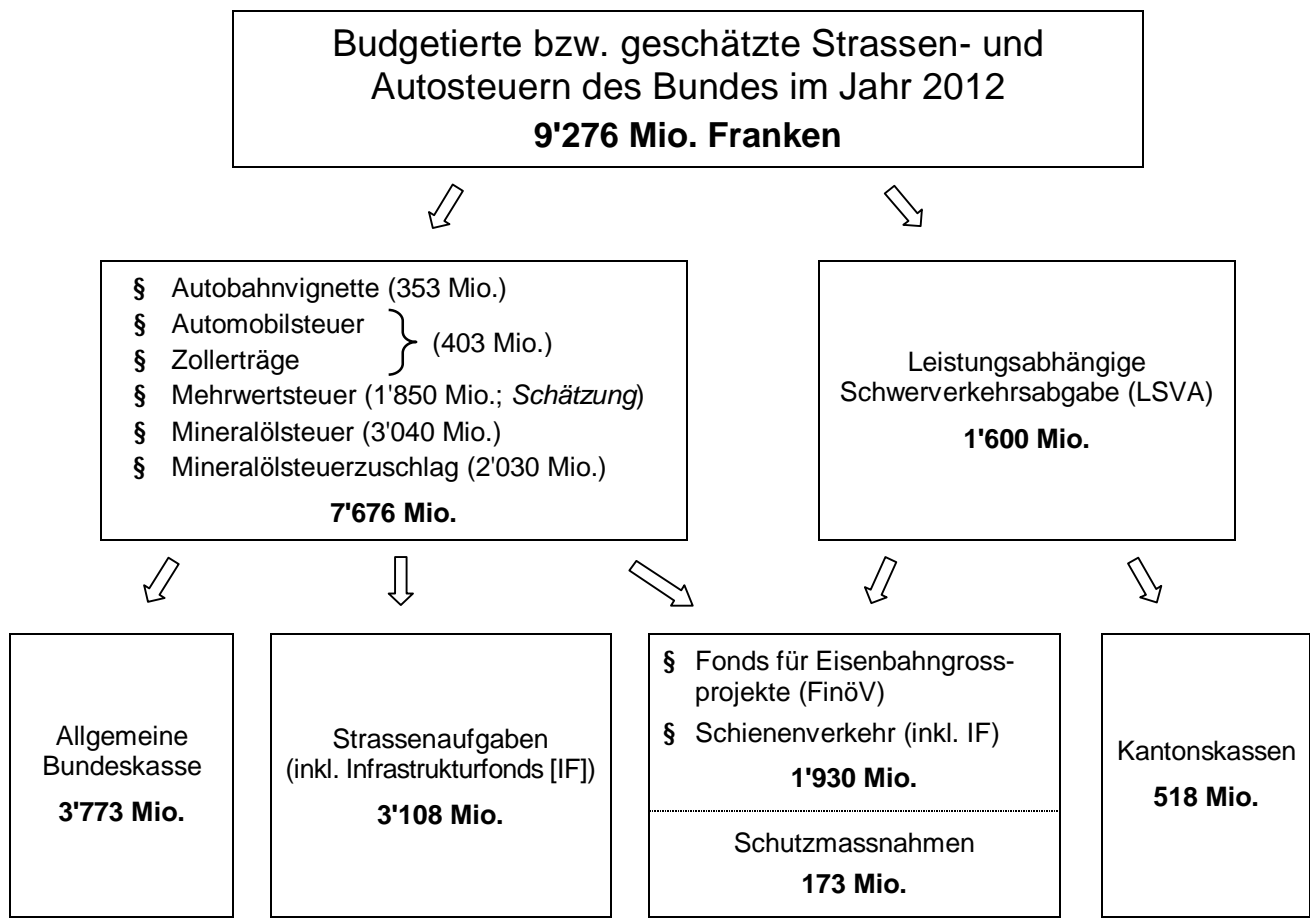 Budgetierte bzw. geschätzte Strassen- und
Autosteuern des Bundes im Jahr 2012
9'276 Mio. Franken
§ Autobahnvignette (353 Mio.)
§ Automobilsteuer
§ Zollerträge
(403 Mio.)
§ Mehrwertsteuer (1'850 Mio.; Schätzung)
§ Mineralölsteuer (3'040 Mio.)
§ Mineralölsteuerzuschlag (2'030 Mio.)
7'676 Mio.
Leistungsabhängige
Schwerverkehrsabgabe (LSVA)
1'600 Mio.
Allgemeine
Bundeskasse
3'773 Mio.
Strassenaufgaben
(inkl. Infrastrukturfonds [IF])
3'108 Mio.
§ Fonds für Eisenbahngross-
projekte (FinöV)
§ Schienenverkehr (inkl. IF)
1'930 Mio.
Schutzmassnahmen
173 Mio.
Kantonskassen
518 Mio.